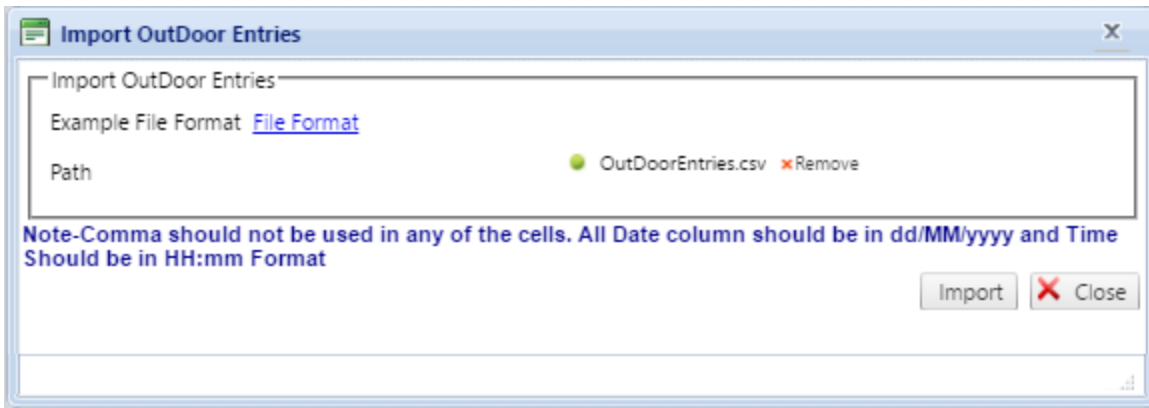 Import OutDoor Entries
Import OutDoor Entries
Example File Format File Format
Path OutDoorEntries.csv Remove
Note-Comma should not be used in any of the cells. All Date column should be in dd/MM/yyyy and Time
Should be in HH:mm Format
Import Close